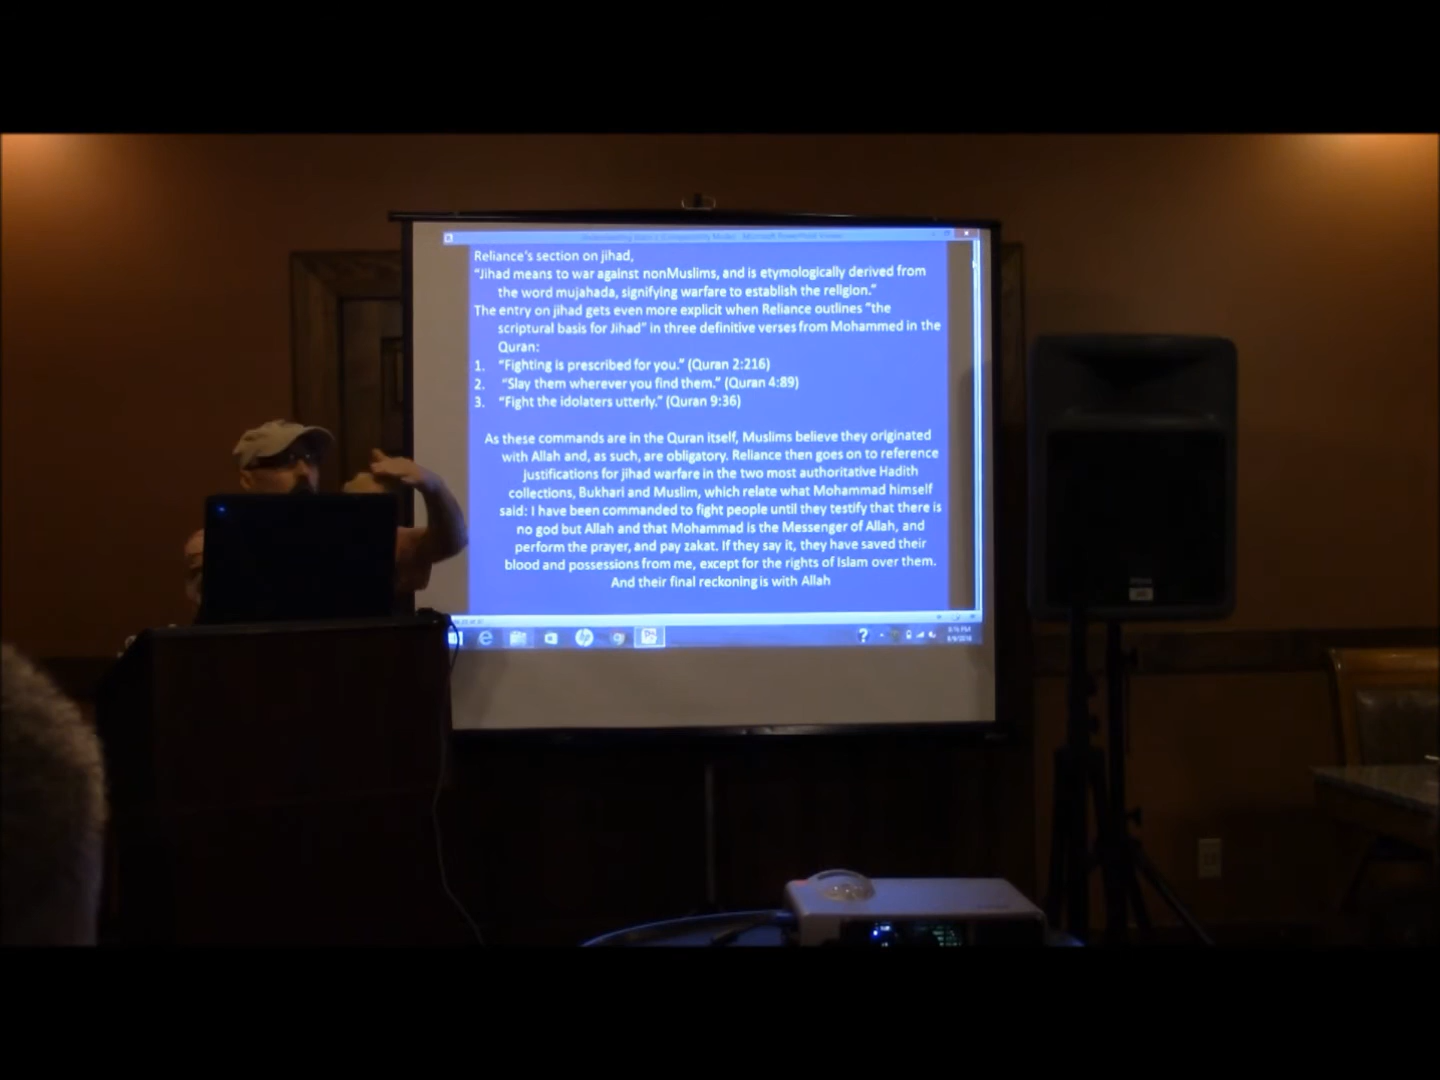 Reliance's section on jihad,
"Jihad means to war against nonMuslims, and is etymologically derived from
the word mujahada, signifying warfare to establish the religion."
The entry on jihad gets even more explicit when Reliance outlines "the
scriptural basis for Jihad" in three definitive verses from Mohammed in the
Quran:
1. "Fighting is prescribed for you." (Quran 2:216)
2. "Slay them wherever you find them." (Quran 4:89)
3. "Fight the idolaters utterly." (Quran 9:36)
As these commands are in the Quran itself, Muslims believe they originated
with Allah and, as such, are obligatory. Reliance then goes on to reference
justifications for jihad warfare in the two most authoritative Hadith
collections, Bukhari and Muslim, which relate what Mohammad himself
said: I have been commanded to fight people until they testify that there is
no god but Allah and that Mohammad is the Messenger of Allah, and
perform the prayer, and pay zakat. If they say it, they have saved their
blood and possessions from me, except for the rights of Islam over them.
And their final reckoning is with Allah